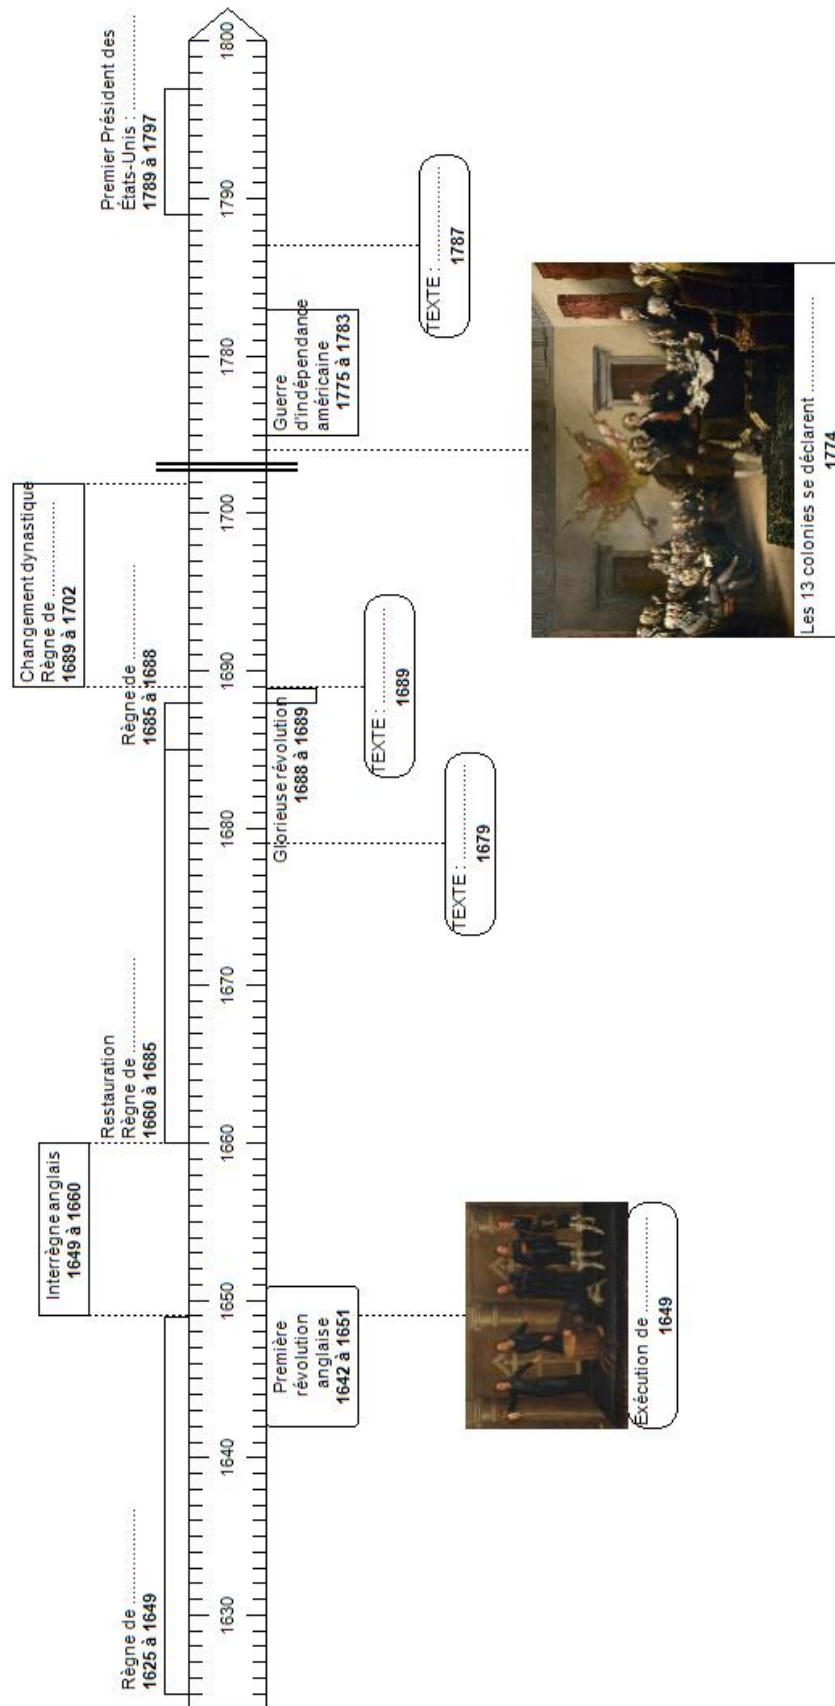 Règne de ....................
1625 à 1649
Interrègne anglais
1649 à 1660
Restauration
Règne de ....................
1660 à 1685
Règne de ....................
1685 à 1688
Changement dynastique
Règne de ....................
1689 à 1702
Premier Président des
États-Unis : ....................
1789 à 1797
1630
1640
1650
1660
1670
1680
1690
1700
1780
1790
1800
Première
révolution
anglaise
1642 à 1651
Glorieuse révolution
1688 à 1689
Guerre
d'indépendance
américaine
1775 à 1783
Exécution de ....................
1649
TEXTE : ....................
1679
TEXTE : ....................
1689
TEXTE : ....................
1787
Les 13 colonies se déclarent ....................
1774